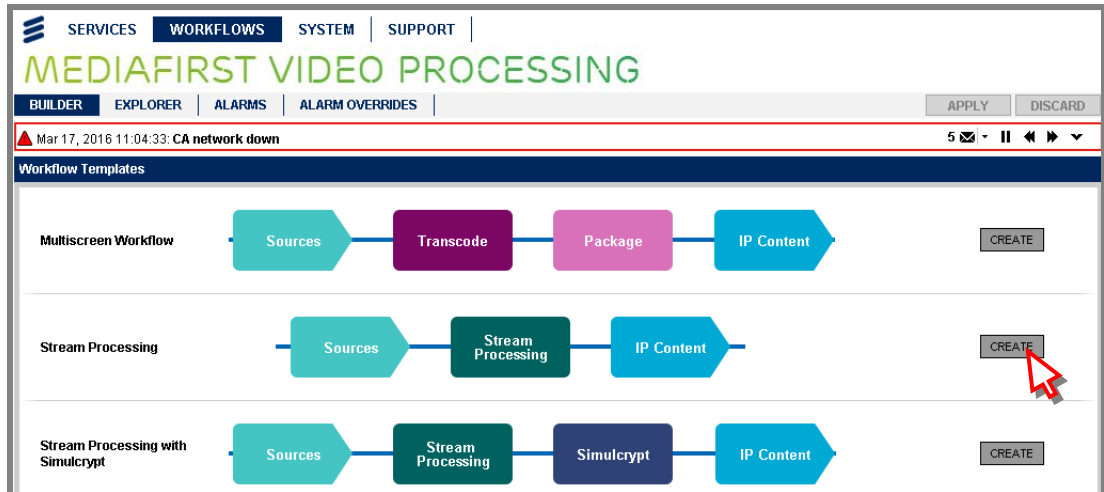 SERVICES WORKFLOWS SYSTEM SUPPORT
MEDIAFIRST VIDEO PROCESSING
BUILDER EXPLORER ALARMS ALARM OVERRIDES APPLY DISCARD
Mar 17, 2016 11:04:33: CA network down 5
Workflow Templates
Multiscreen Workflow Sources Transcode Package IP Content CREATE
Stream Processing Sources Stream Processing IP Content CREATE
Stream Processing with Simulcrypt Sources Stream Processing Simulcrypt IP Content CREATE